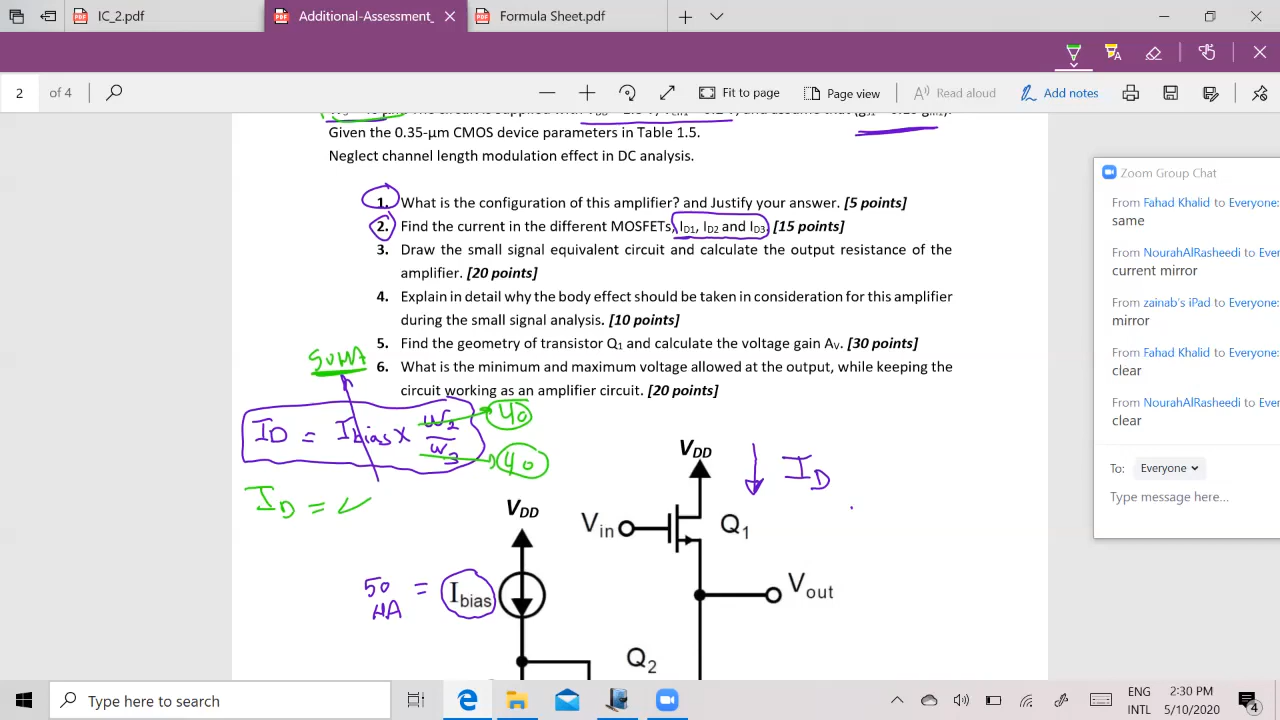 IC_2.pdf
Additional-Assessment_
Formula Sheet.pdf
2 of 4
Fit to page
Page view
Read aloud
Add notes
Given the 0.35-µm CMOS device parameters in Table 1.5.
Neglect channel length modulation effect in DC analysis.
1. What is the configuration of this amplifier? and Justify your answer. [5 points]
2. Find the current in the different MOSFETs, ID1, ID2 and ID3. [15 points]
3. Draw the small signal equivalent circuit and calculate the output resistance of the
amplifier. [20 points]
4. Explain in detail why the body effect should be taken in consideration for this amplifier
during the small signal analysis. [10 points]
5. Find the geometry of transistor Q1 and calculate the voltage gain AV. [30 points]
6. What is the minimum and maximum voltage allowed at the output, while keeping the
circuit working as an amplifier circuit. [20 points]
50 µA
ID = Ibias x W2 / W3
40
40
ID =
VDD
ID
VDD
Vin
Q1
50 µA = Ibias
Vout
Q2
Zoom Group Chat
From Fahad Khalid to Everyone:
same
From NourahAlRasheedi to Ever
current mirror
From zainab's iPad to Everyone:
mirror
From Fahad Khalid to Everyone:
clear
From NourahAlRasheedi to Ever
clear
To: Everyone
Type message here...
Type here to search
ENG
INTL
2:30 PM
5/10/2020
4